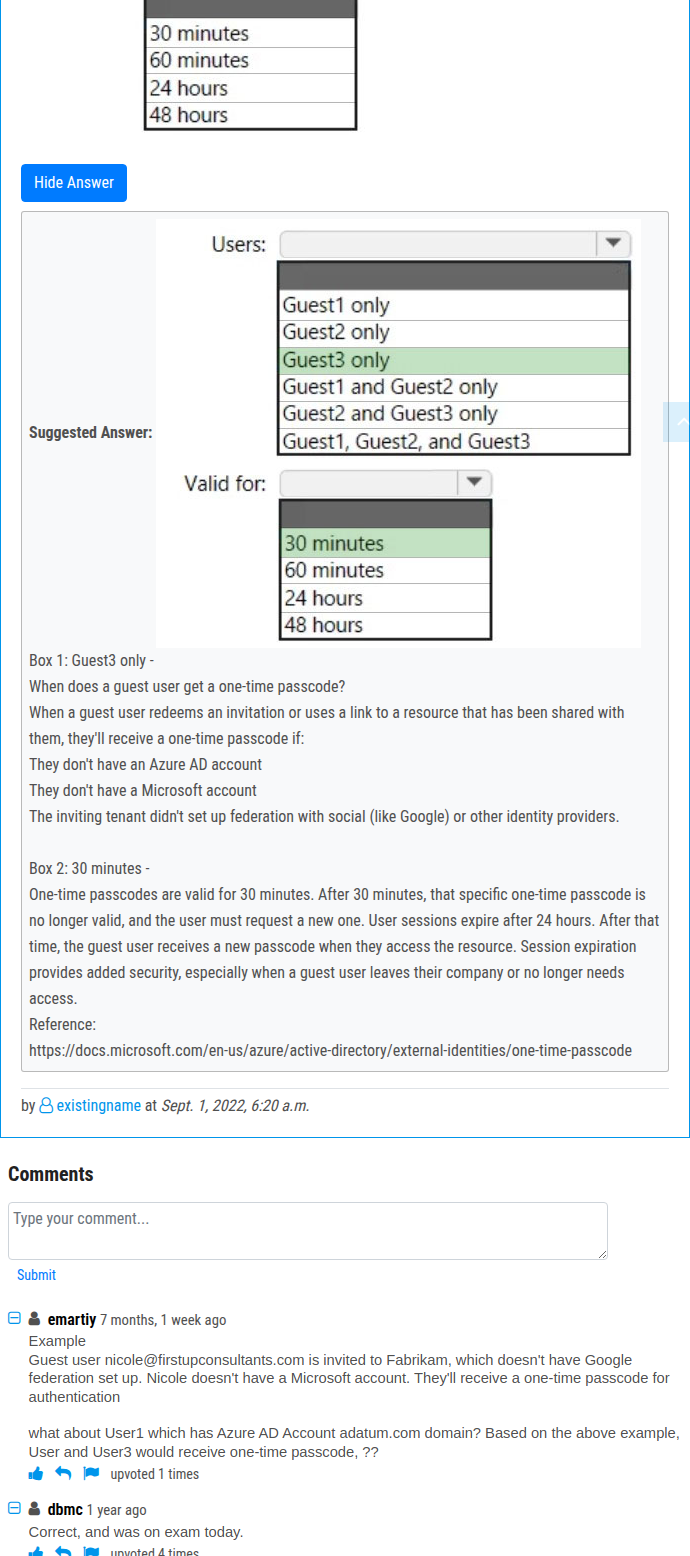 30 minutes
60 minutes
24 hours
48 hours
Hide Answer
Suggested Answer:
Users:
Guest1 only
Guest2 only
Guest3 only
Guest1 and Guest2 only
Guest2 and Guest3 only
Guest1, Guest2, and Guest3
Valid for:
30 minutes
60 minutes
24 hours
48 hours
Box 1: Guest3 only -
When does a guest user get a one-time passcode?
When a guest user redeems an invitation or uses a link to a resource that has been shared with
them, they'll receive a one-time passcode if:
They don't have an Azure AD account
They don't have a Microsoft account
The inviting tenant didn't set up federation with social (like Google) or other identity providers.
Box 2: 30 minutes -
One-time passcodes are valid for 30 minutes. After 30 minutes, that specific one-time passcode is
no longer valid, and the user must request a new one. User sessions expire after 24 hours. After that
time, the guest user receives a new passcode when they access the resource. Session expiration
provides added security, especially when a guest user leaves their company or no longer needs
access.
Reference:
https://docs.microsoft.com/en-us/azure/active-directory/external-identities/one-time-passcode
by existingname at Sept. 1, 2022, 6:20 a.m.
Comments
Type your comment...
Submit
emartiy 7 months, 1 week ago
Example
Guest user nicole@firstupconsultants.com is invited to Fabrikam, which doesn't have Google
federation set up. Nicole doesn't have a Microsoft account. They'll receive a one-time passcode for
authentication
what about User1 which has Azure AD Account adatum.com domain? Based on the above example,
User and User3 would receive one-time passcode, ??
upvoted 1 times
dbmc 1 year ago
Correct, and was on exam today.
upvoted 4 times